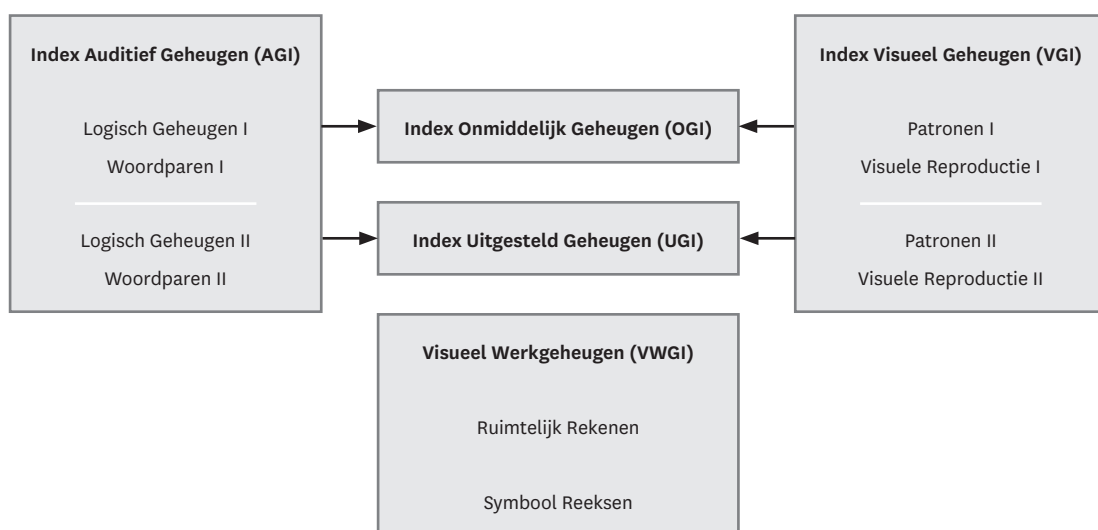 Index Auditief Geheugen (AGI)
Logisch Geheugen I
Woordparen I
Logisch Geheugen II
Woordparen II
Index Onmiddelijk Geheugen (OGI)
Index Uitgesteld Geheugen (UGI)
Visueel Werkgeheugen (VWGI)
Ruimtelijk Rekenen
Symbool Reeksen
Index Visueel Geheugen (VGI)
Patronen I
Visuele Reproductie I
Patronen II
Visuele Reproductie II